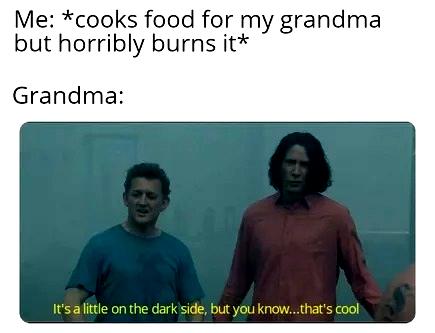 Me: *cooks food for my grandma
but horribly burns it*
Grandma:
It's a little on the dark side, but you know...that's cool